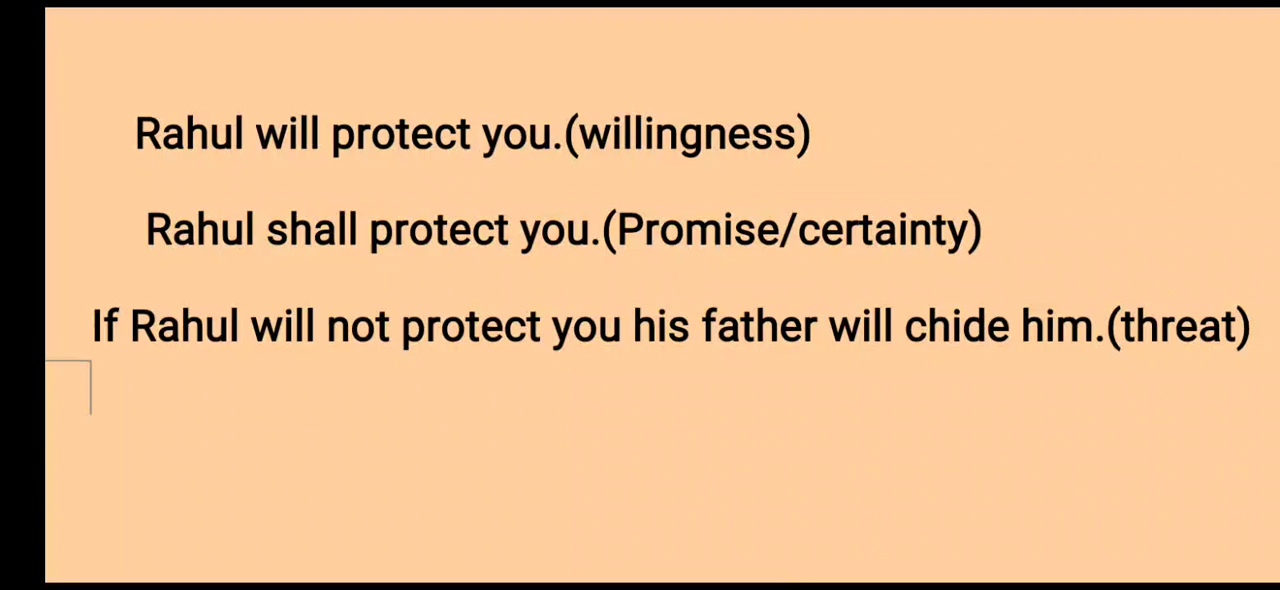 Rahul will protect you.(willingness)
Rahul shall protect you.(Promise/certainty)
If Rahul will not protect you his father will chide him.(threat)